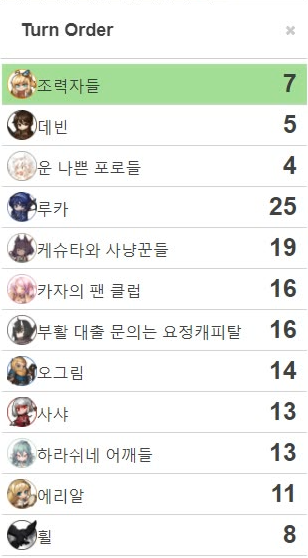 Turn Order ×
조력자들 7
데빈 5
운 나쁜 포로들 4
루카 25
케슈타와 사냥꾼들 19
카자의 팬 클럽 16
부활 대출 문의는 요정캐피탈 16
오그림 14
사샤 13
하라쉬네 어깨들 13
에리얄 11
휠 8